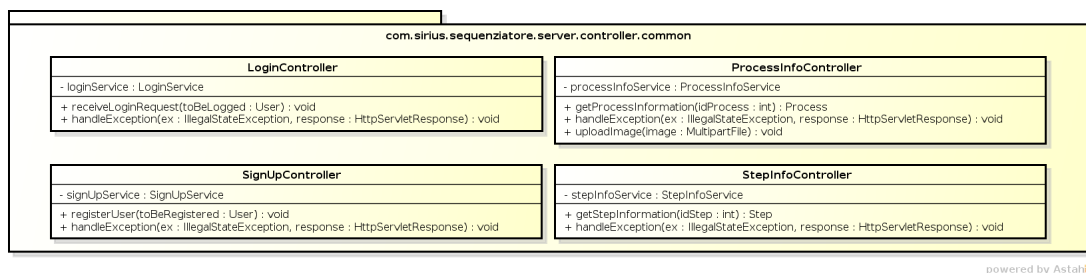 com.sirius.sequenziatore.server.controller.common
LoginController
- loginService : LoginService
+ receiveLoginRequest(toBeLogged : User) : void
+ handleException(ex : IllegalStateException, response : HttpServletResponse) : void
ProcessInfoController
- processInfoService : ProcessInfoService
+ getProcessInformation(idProcess : int) : Process
+ handleException(ex : IllegalStateException, response : HttpServletResponse) : void
+ uploadImage(image : MultipartFile) : void
SignUpController
- signUpService : SignUpService
+ registerUser(toBeRegistered : User) : void
+ handleException(ex : IllegalStateException, response : HttpServletResponse) : void
StepInfoController
- stepInfoService : StepInfoService
+ getStepInformation(idStep : int) : Step
+ handleException(ex : IllegalStateException, response : HttpServletResponse) : void
powered by Astah